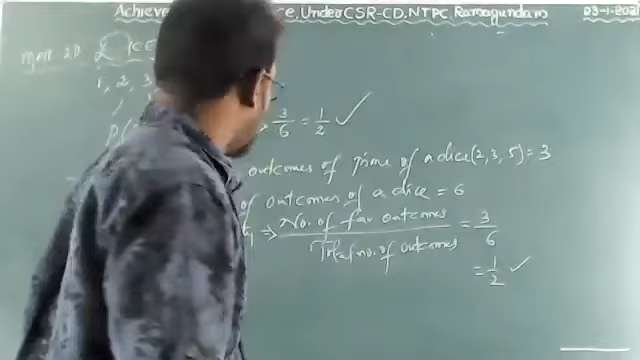 Achieve ce, Under CSR-CD, NTPC, Ramagundam 23-1-202
1, 2, 3
P(
3/6 = 1/2 ✓
outcomes of prime of a dice (2, 3, 5) = 3
of outcomes of a dice = 6
No. of fav outcomes / no. of outcomes = 3/6
= 1/2 ✓